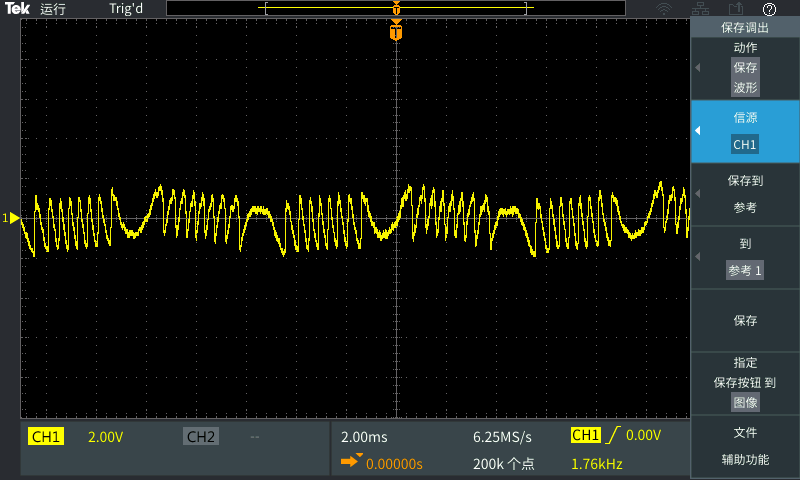 Tek 运行 Trig'd
T
T
1
保存调出
动作
保存
波形
信源
CH1
保存到
参考
到
参考 1
保存
指定
保存按钮 到
图像
文件
辅助功能
CH1 2.00V CH2 --
2.00ms 6.25MS/s CH1 0.00V
0.00000s 200k 个点 1.76kHz